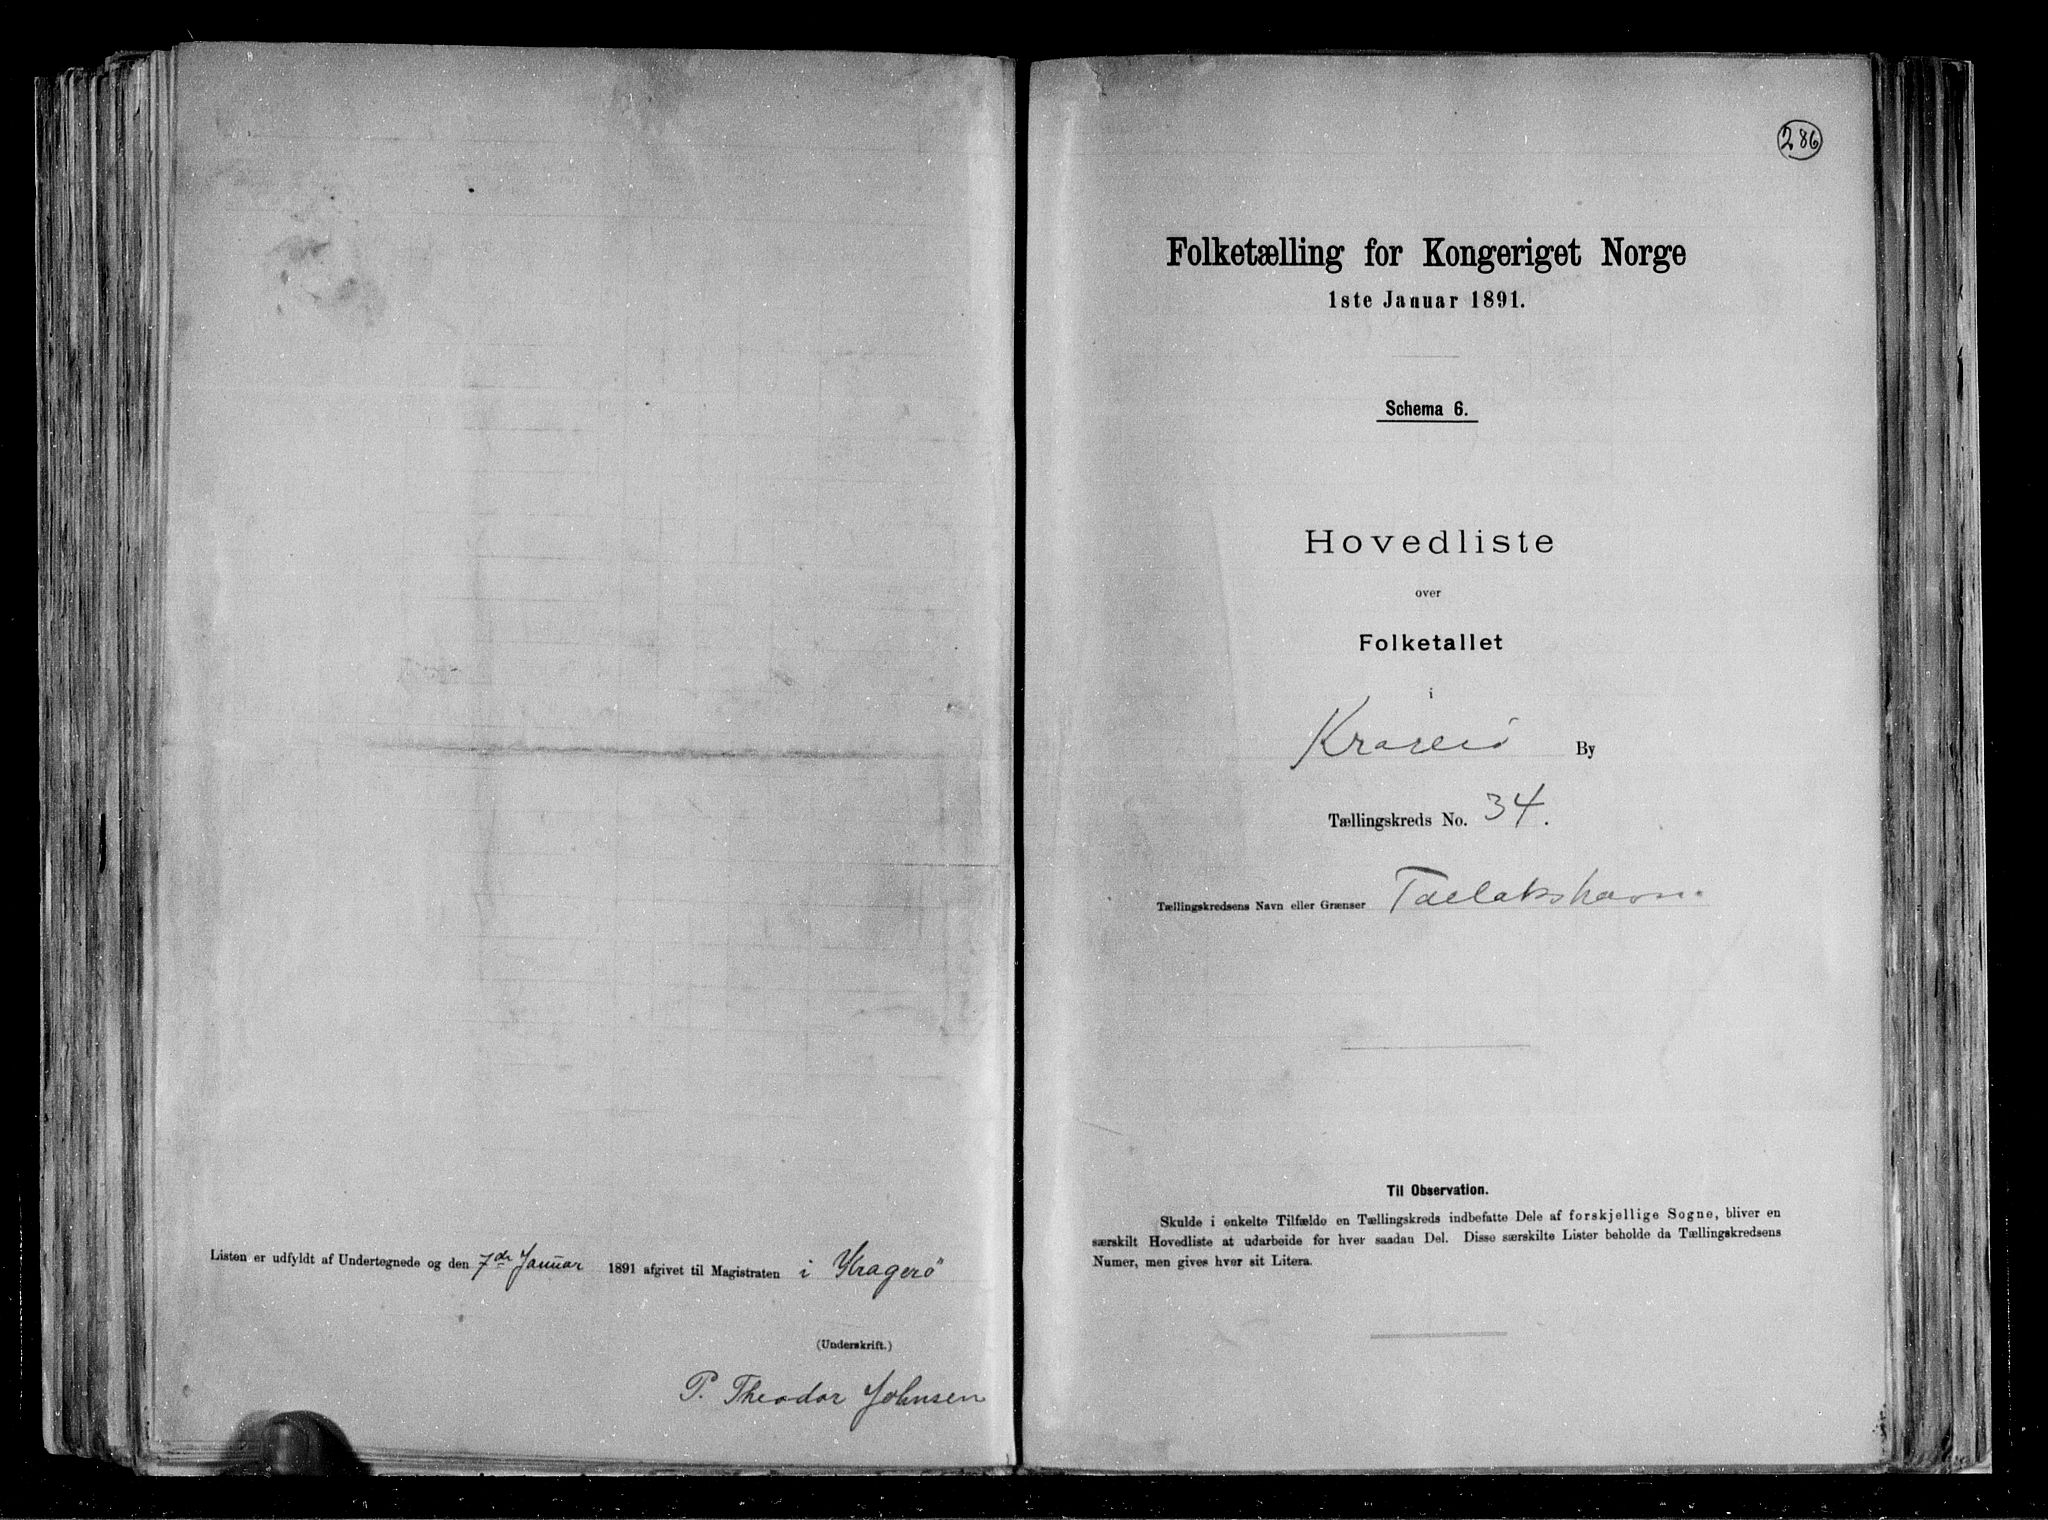 Listen er udfyldt af Undertegnede og den 7de Januar 1891 afgivet til Magistraten i Kragerö
(Underskrift.)
P. Theodor Johnsen
286
Folketælling for Kongeriget Norge
1ste Januar 1891.
Schema 6.
Hovedliste
over
Folketallet
i
Kragerø By
Tællingskreds No. 34.
Tællingskredsens Navn eller Grænser
Til Observation.
Skulde i enkelte Tilfælde en Tællingskreds indbefatte Dele af forskjellige Sogne, bliver en
særskilt Hovedliste at udarbeide for hver saadan Del. Disse særskilte Lister beholde da Tællingskredsens
Numer, men gives hver sit Litera.